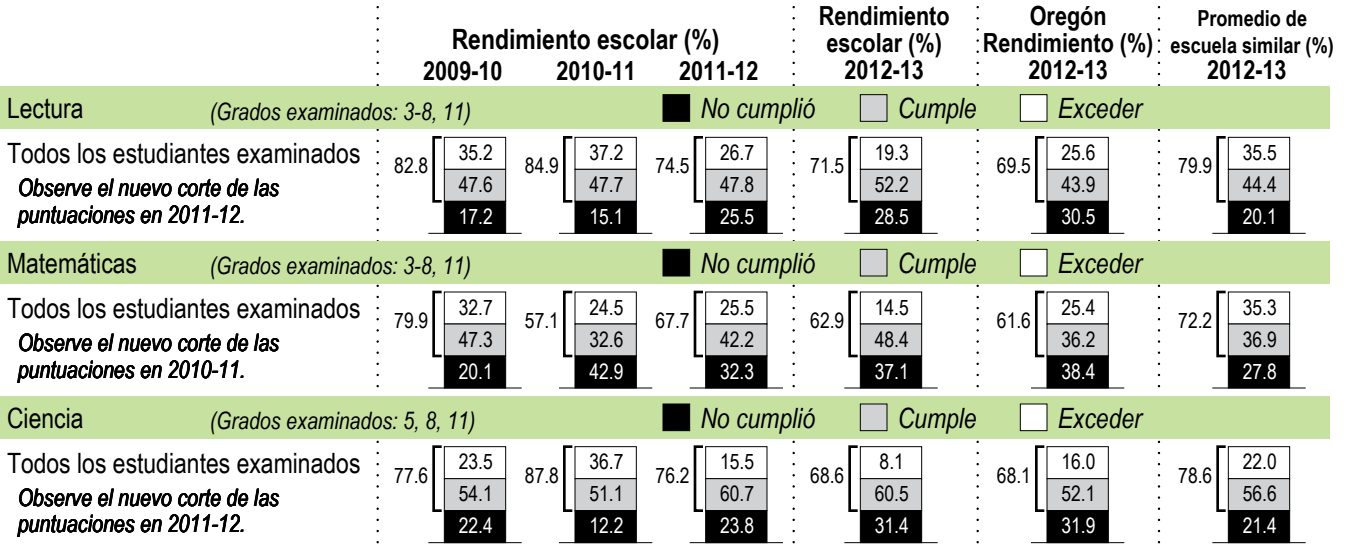 Rendimiento escolar (%)
2009-10 2010-11 2011-12
Rendimiento
escolar (%)
2012-13
Oregón
Rendimiento (%)
2012-13
Promedio de
escuela similar (%)
2012-13
Lectura (Grados examinados: 3-8, 11) No cumplió Cumple Exceder
Todos los estudiantes examinados
Observe el nuevo corte de las
puntuaciones en 2011-12.
82.8 35.2 84.9 37.2 74.5 26.7 71.5 19.3 69.5 25.6 79.9 35.5
47.6 47.7 47.8 52.2 43.9 44.4
17.2 15.1 25.5 28.5 30.5 20.1
Matemáticas (Grados examinados: 3-8, 11) No cumplió Cumple Exceder
Todos los estudiantes examinados
Observe el nuevo corte de las
puntuaciones en 2010-11.
79.9 32.7 57.1 24.5 67.7 25.5 62.9 14.5 61.6 25.4 72.2 35.3
47.3 32.6 42.2 48.4 36.2 36.9
20.1 42.9 32.3 37.1 38.4 27.8
Ciencia (Grados examinados: 5, 8, 11) No cumplió Cumple Exceder
Todos los estudiantes examinados
Observe el nuevo corte de las
puntuaciones en 2011-12.
77.6 23.5 87.8 36.7 76.2 15.5 68.6 8.1 68.1 16.0 78.6 22.0
54.1 51.1 60.7 60.5 52.1 56.6
22.4 12.2 23.8 31.4 31.9 21.4